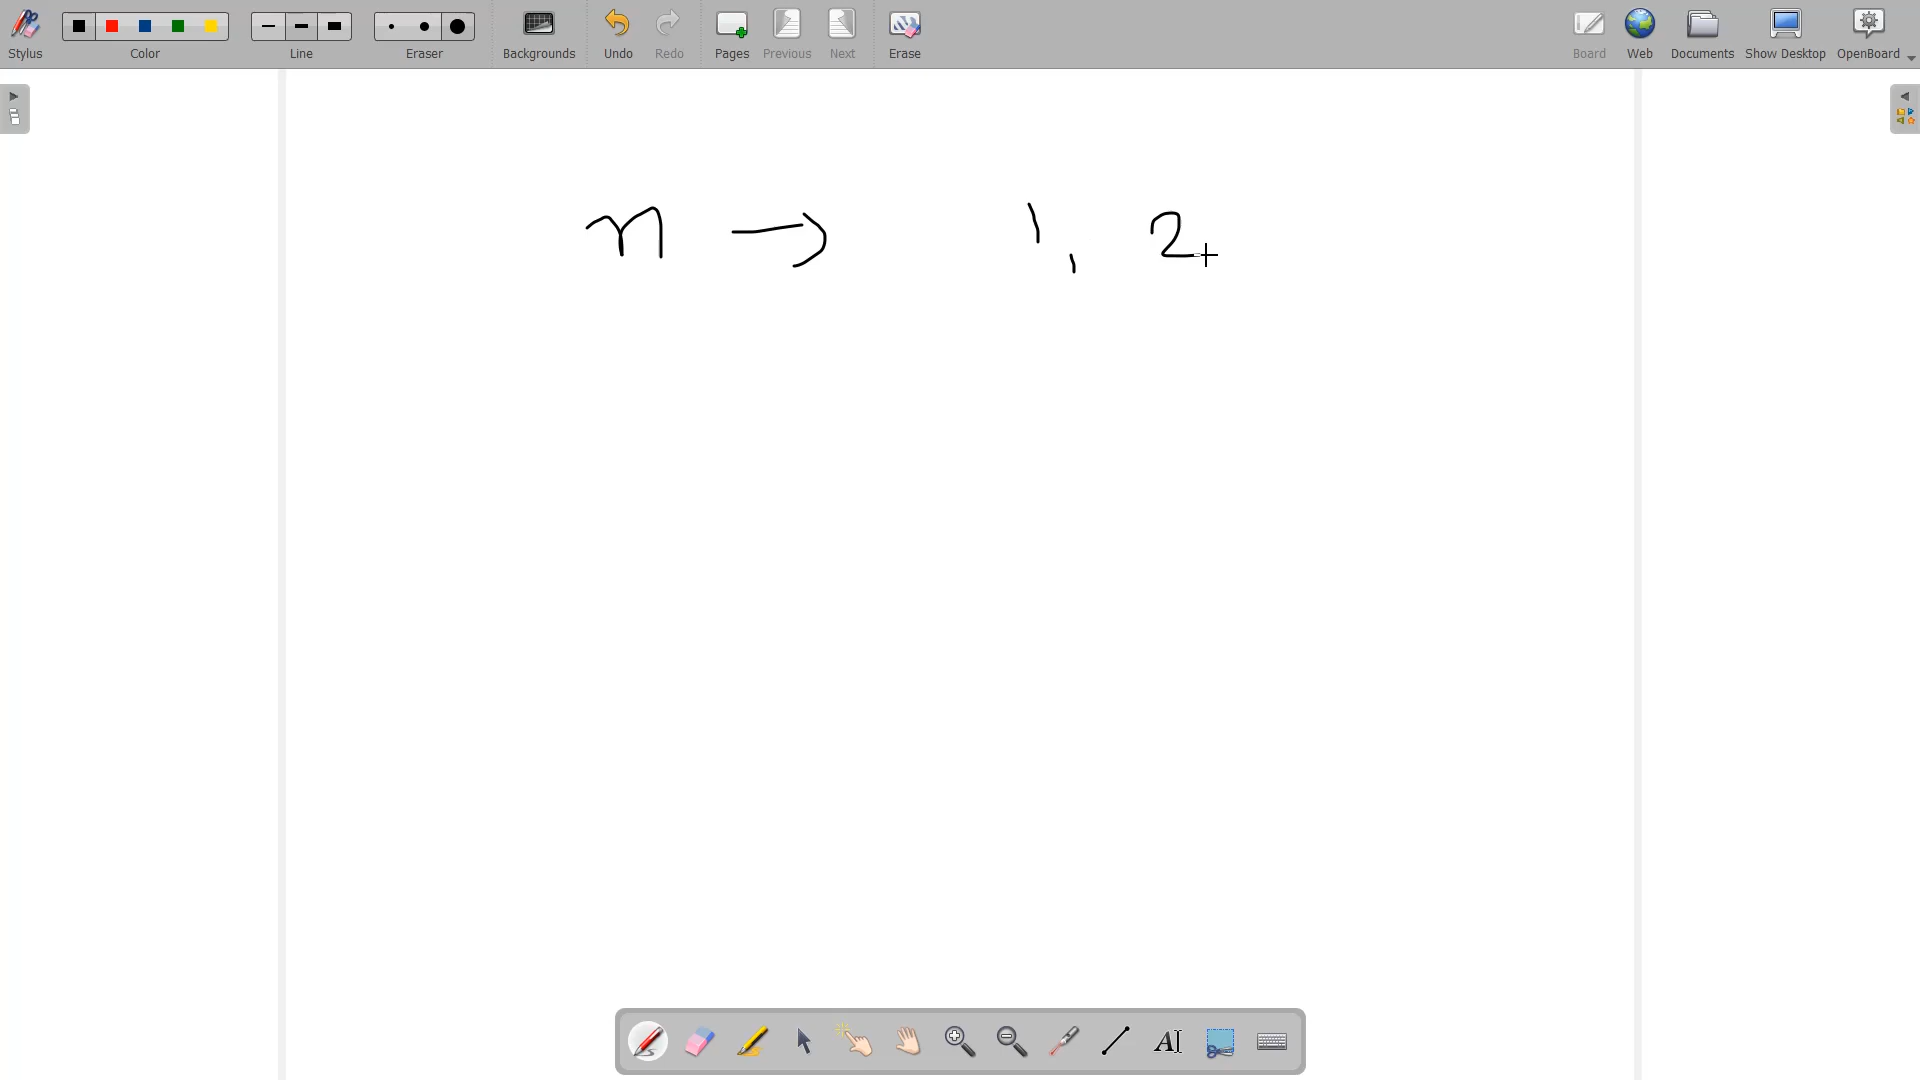 Stylus Color Line Eraser Backgrounds Undo Redo Pages Previous Next Erase Board Web Documents Show Desktop OpenBoard
n → 1, 2